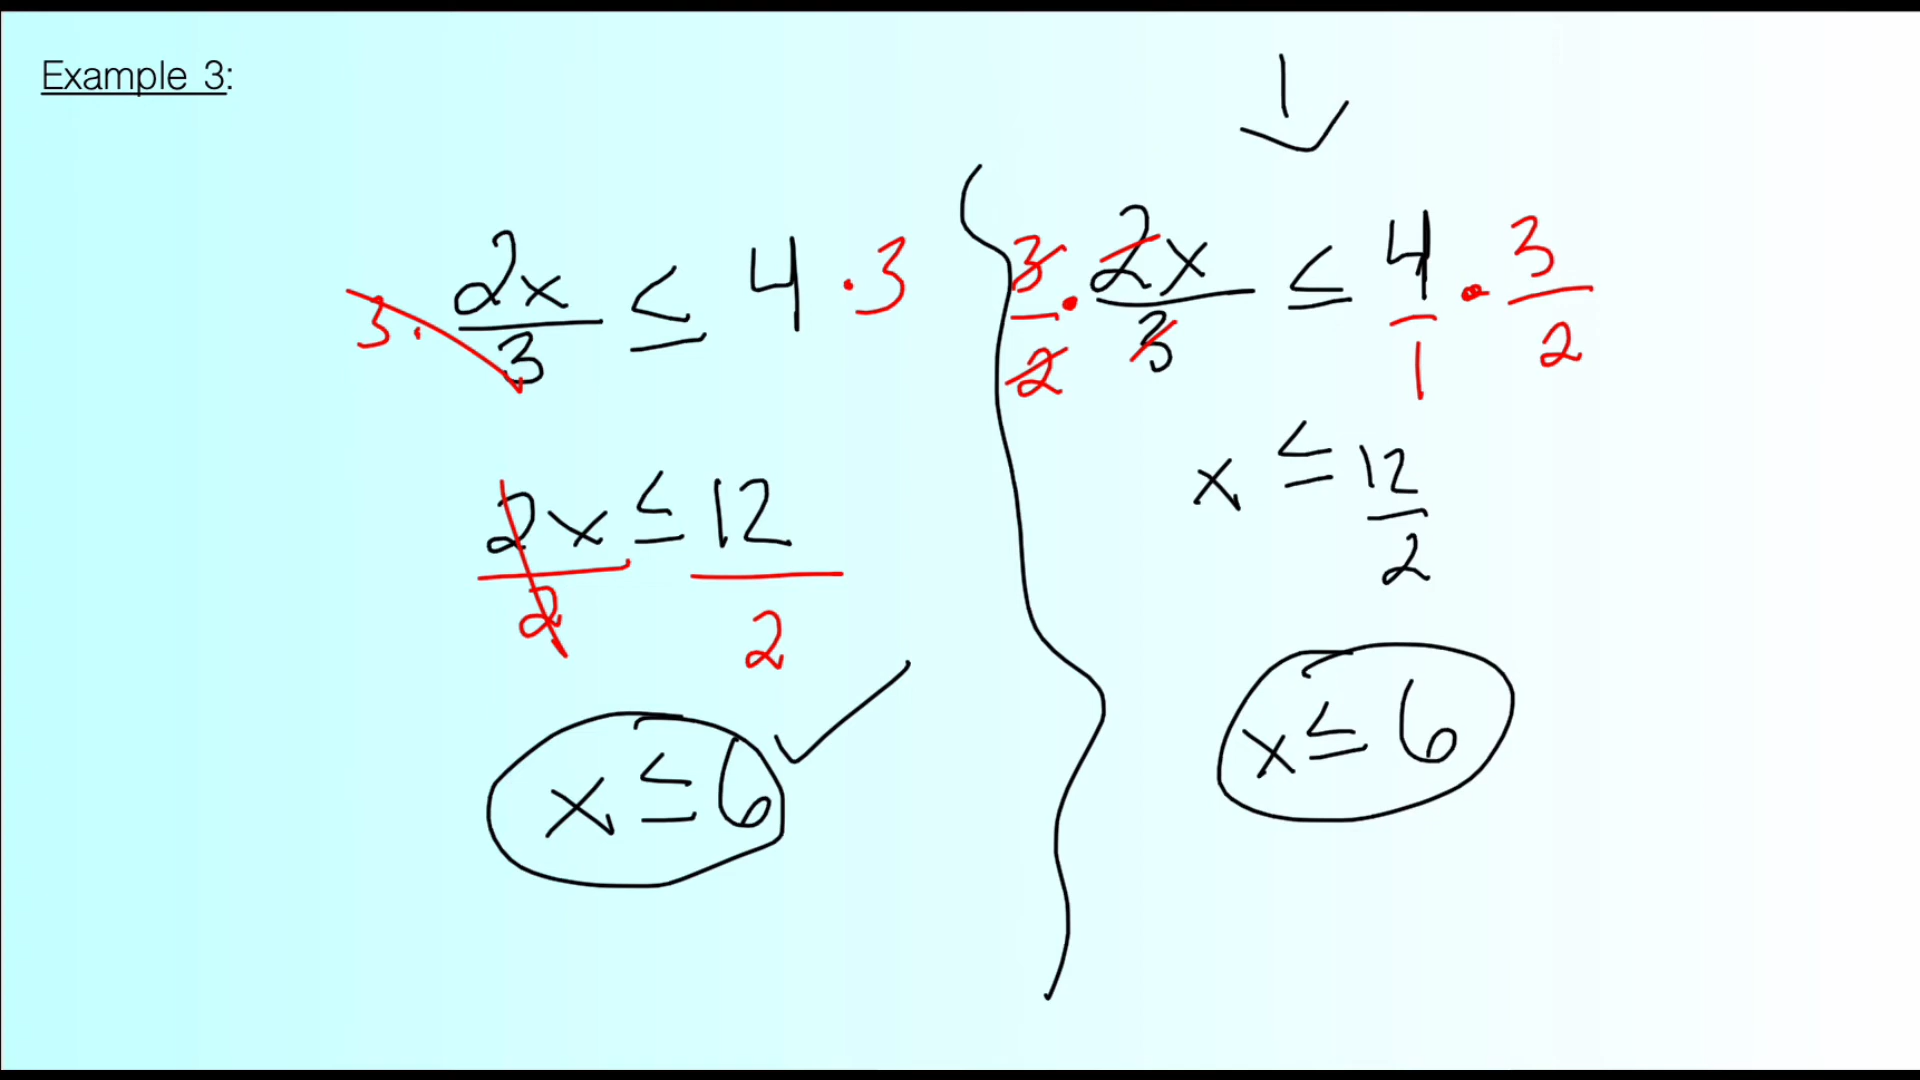 Example 3:
3 · 2x/3 ≤ 4 · 3
2x/2 ≤ 12/2
x ≤ 6
3/2 · 2x/3 ≤ 4/1 · 3/2
x ≤ 12/2
x ≤ 6